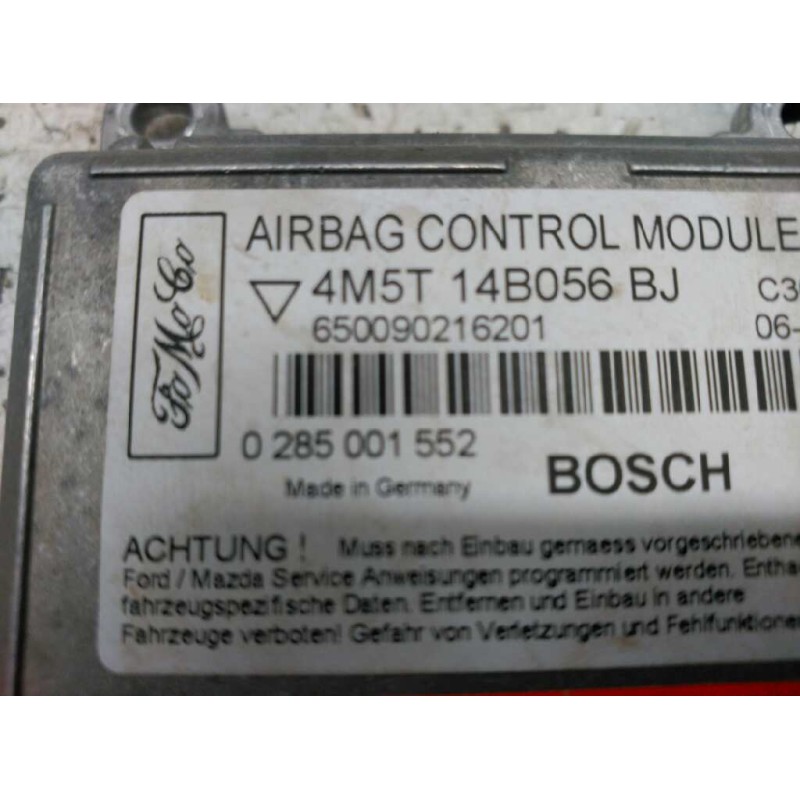 FoMoCo
AIRBAG CONTROL MODULE
4M5T 14B056 BJ C3
650090216201 06-
0 285 001 552
Made in Germany BOSCH
ACHTUNG ! Muss nach Einbau gemaess vorgeschriebene
Ford / Mazda Service Anweisungen programmiert werden. Entha
fahrzeugspezifische Daten. Entfernen und Einbau in andere
Fahrzeuge verboten! Gefahr von Verletzungen und Fehlfunktione